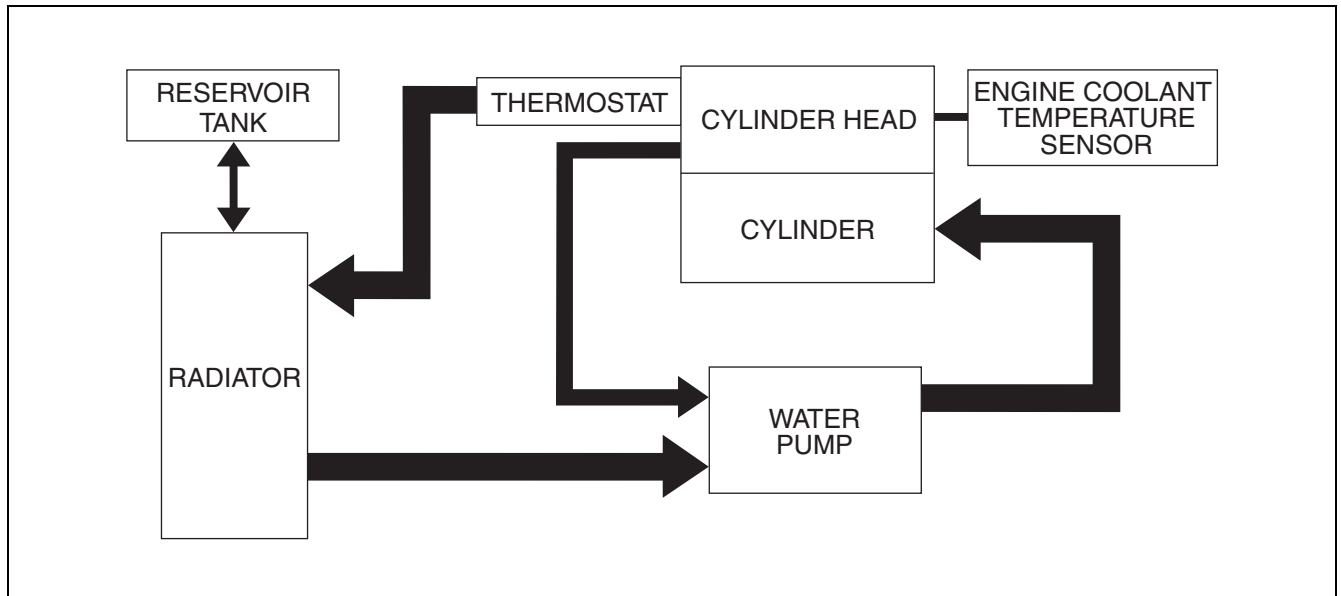 RESERVOIR
TANK
THERMOSTAT
CYLINDER HEAD
ENGINE COOLANT
TEMPERATURE
SENSOR
CYLINDER
RADIATOR
WATER
PUMP